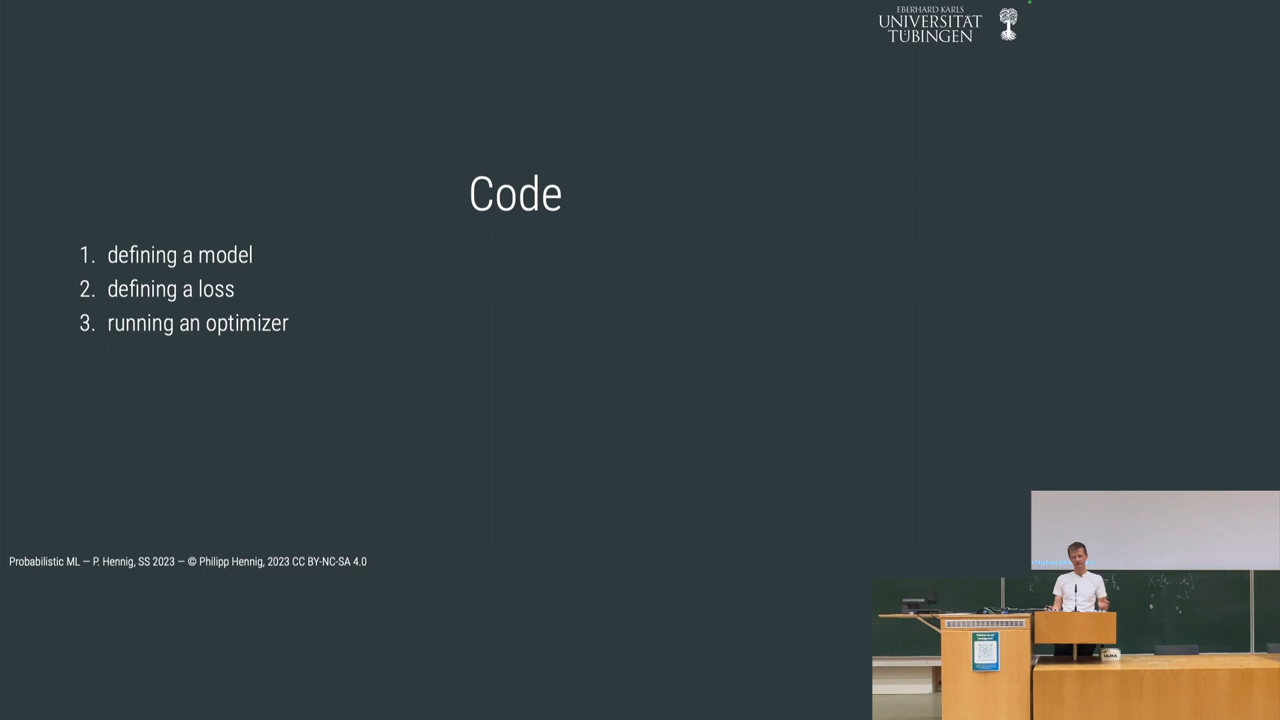 EBERHARD KARLS
UNIVERSITÄT
TÜBINGEN
Code
1. defining a model
2. defining a loss
3. running an optimizer
Probabilistic ML — P. Hennig, SS 2023 — © Philipp Hennig, 2023 CC BY-NC-SA 4.0